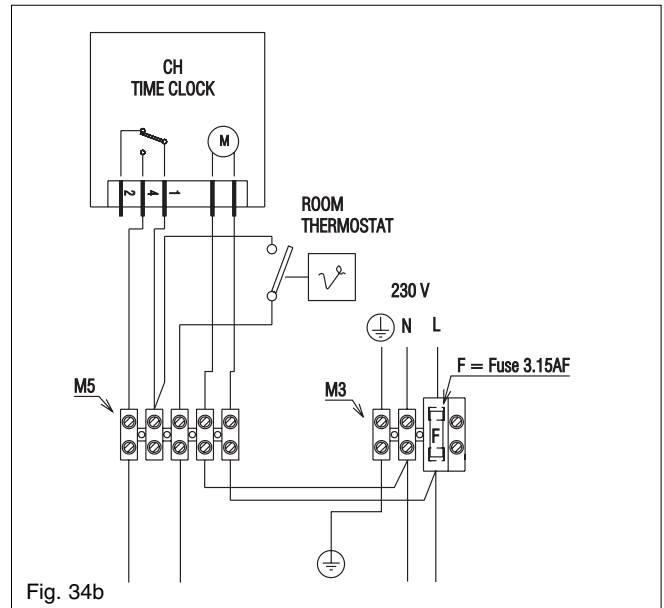 CH
TIME CLOCK
M
2 4 1
ROOM
THERMOSTAT
230 V
N L
F = Fuse 3.15AF
M5
M3
F
Fig. 34b